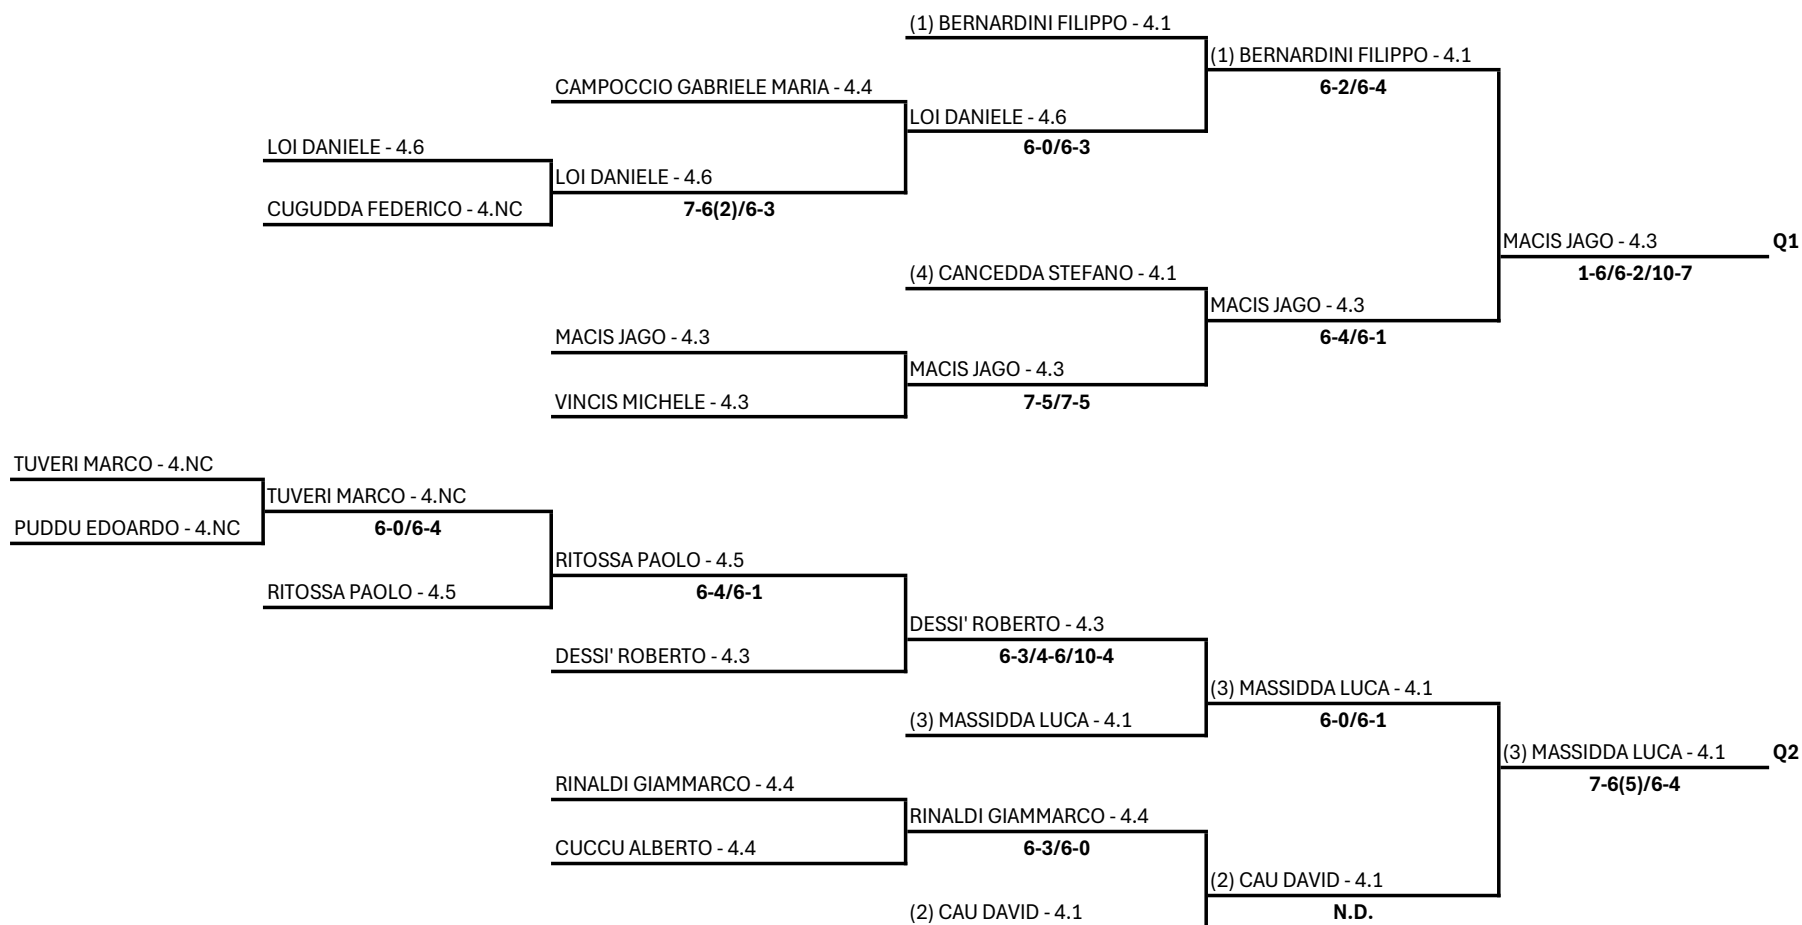 (1) BERNARDINI FILIPPO - 4.1
(1) BERNARDINI FILIPPO - 4.1
CAMPOCCIO GABRIELE MARIA - 4.4
6-2/6-4
LOI DANIELE - 4.6
LOI DANIELE - 4.6
6-0/6-3
LOI DANIELE - 4.6
CUGUDDA FEDERICO - 4.NC
7-6(2)/6-3
MACIS JAGO - 4.3
Q1
(4) CANCEDDA STEFANO - 4.1
1-6/6-2/10-7
MACIS JAGO - 4.3
MACIS JAGO - 4.3
6-4/6-1
MACIS JAGO - 4.3
VINCIS MICHELE - 4.3
7-5/7-5
TUVERI MARCO - 4.NC
TUVERI MARCO - 4.NC
PUDDU EDOARDO - 4.NC
6-0/6-4
RITOSSA PAOLO - 4.5
RITOSSA PAOLO - 4.5
6-4/6-1
DESSI' ROBERTO - 4.3
DESSI' ROBERTO - 4.3
6-3/4-6/10-4
(3) MASSIDDA LUCA - 4.1
(3) MASSIDDA LUCA - 4.1
6-0/6-1
(3) MASSIDDA LUCA - 4.1
Q2
RINALDI GIAMMARCO - 4.4
7-6(5)/6-4
RINALDI GIAMMARCO - 4.4
CUCCU ALBERTO - 4.4
6-3/6-0
(2) CAU DAVID - 4.1
(2) CAU DAVID - 4.1
N.D.